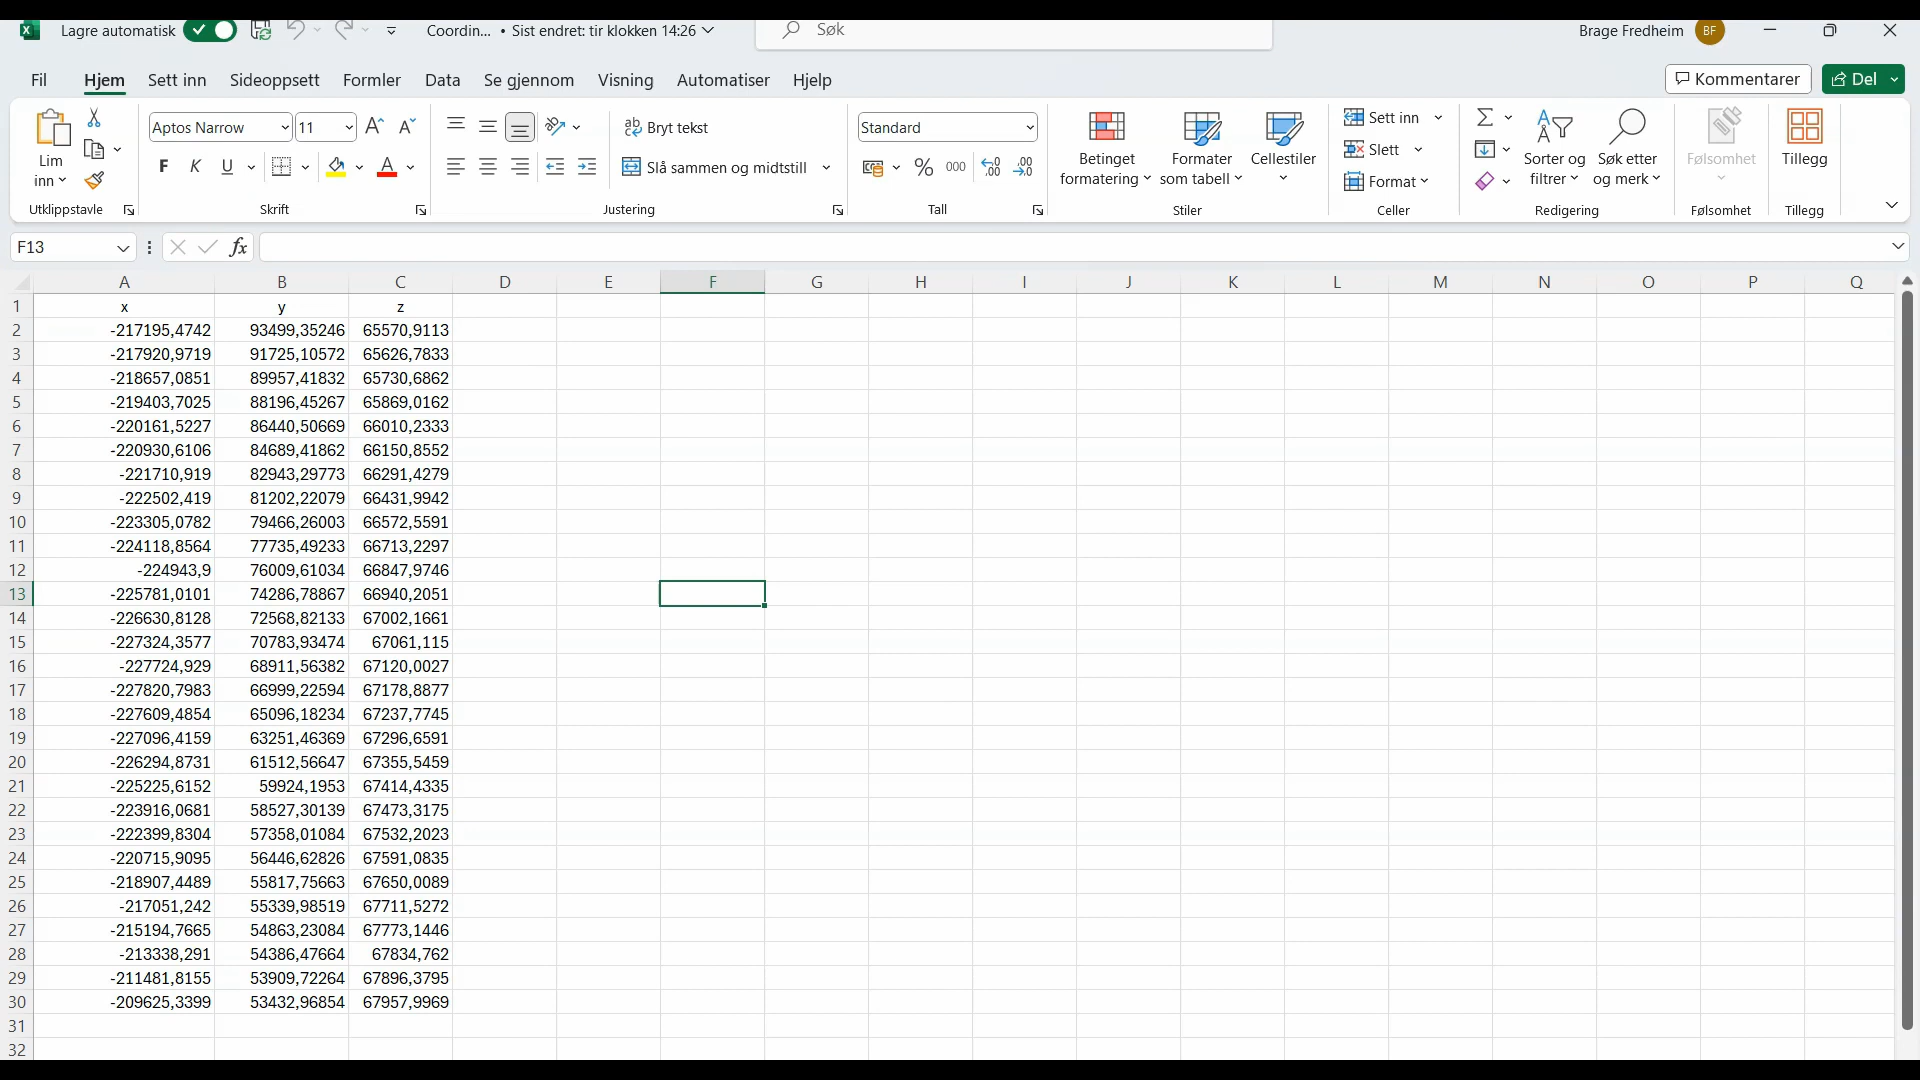 Lagre automatisk
Coordin... • Sist endret: tir klokken 14:26
Søk
Brage Fredheim
BF
Fil
Hjem
Sett inn
Sideoppsett
Formler
Data
Se gjennom
Visning
Automatiser
Hjelp
Kommentarer
Del
Lim inn
Utklippstavle
Aptos Narrow
11
F K U
Skrift
Bryt tekst
Slå sammen og midtstill
Justering
Standard
% 000
Tall
Betinget formatering
Formater som tabell
Cellestiler
Stiler
Sett inn
Slett
Format
Celler
Sorter og filtrer
Søk etter og merk
Redigering
Følsomhet
Følsomhet
Tillegg
Tillegg
F13
fx
A B C D E F G H I J K L M N O P Q
1 x y z
2 -217195,4742 93499,35246 65570,9113
3 -217920,9719 91725,10572 65626,7833
4 -218657,0851 89957,41832 65730,6862
5 -219403,7025 88196,45267 65869,0162
6 -220161,5227 86440,50669 66010,2333
7 -220930,6106 84689,41862 66150,8552
8 -221710,919 82943,29773 66291,4279
9 -222502,419 81202,22079 66431,9942
10 -223305,0782 79466,26003 66572,5591
11 -224118,8564 77735,49233 66713,2297
12 -224943,9 76009,61034 66847,9746
13 -225781,0101 74286,78867 66940,2051
14 -226630,8128 72568,82133 67002,1661
15 -227324,3577 70783,93474 67061,115
16 -227724,929 68911,56382 67120,0027
17 -227820,7983 66999,22594 67178,8877
18 -227609,4854 65096,18234 67237,7745
19 -227096,4159 63251,46369 67296,6591
20 -226294,8731 61512,56647 67355,5459
21 -225225,6152 59924,1953 67414,4335
22 -223916,0681 58527,30139 67473,3175
23 -222399,8304 57358,01084 67532,2023
24 -220715,9095 56446,62826 67591,0835
25 -218907,4489 55817,75663 67650,0089
26 -217051,242 55339,98519 67711,5272
27 -215194,7665 54863,23084 67773,1446
28 -213338,291 54386,47664 67834,762
29 -211481,8155 53909,72264 67896,3795
30 -209625,3399 53432,96854 67957,9969
31
32